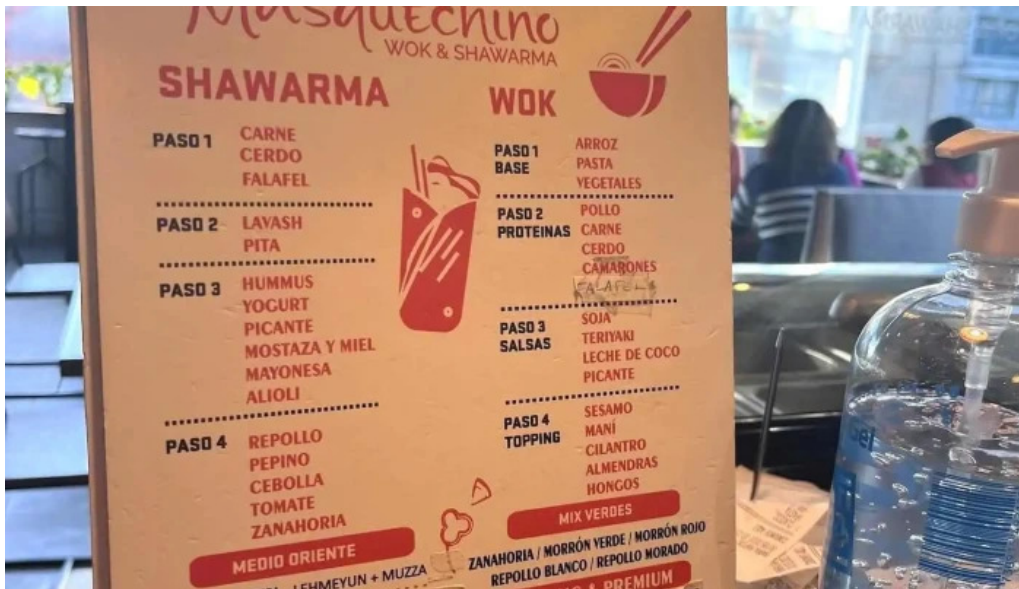 Masquechino
WOK & SHAWARMA
SHAWARMA
PASO 1
CARNE
CERDO
FALAFEL
PASO 2
LAVASH
PITA
PASO 3
HUMMUS
YOGURT
PICANTE
MOSTAZA Y MIEL
MAYONESA
ALIOLI
PASO 4
REPOLLO
PEPINO
CEBOLLA
TOMATE
ZANAHORIA
MEDIO ORIENTE
LEHMEYUN + MUZZA
WOK
PASO 1
BASE
ARROZ
PASTA
VEGETALES
PASO 2
PROTEINAS
POLLO
CARNE
CERDO
CAMARONES
FALAFEL
PASO 3
SALSAS
SOJA
TERIYAKI
LECHE DE COCO
PICANTE
PASO 4
TOPPING
SESAMO
MANÍ
CILANTRO
ALMENDRAS
HONGOS
MIX VERDES
ZANAHORIA / MORRÓN VERDE / MORRÓN ROJO
REPOLLO BLANCO / REPOLLO MORADO
PREMIUM